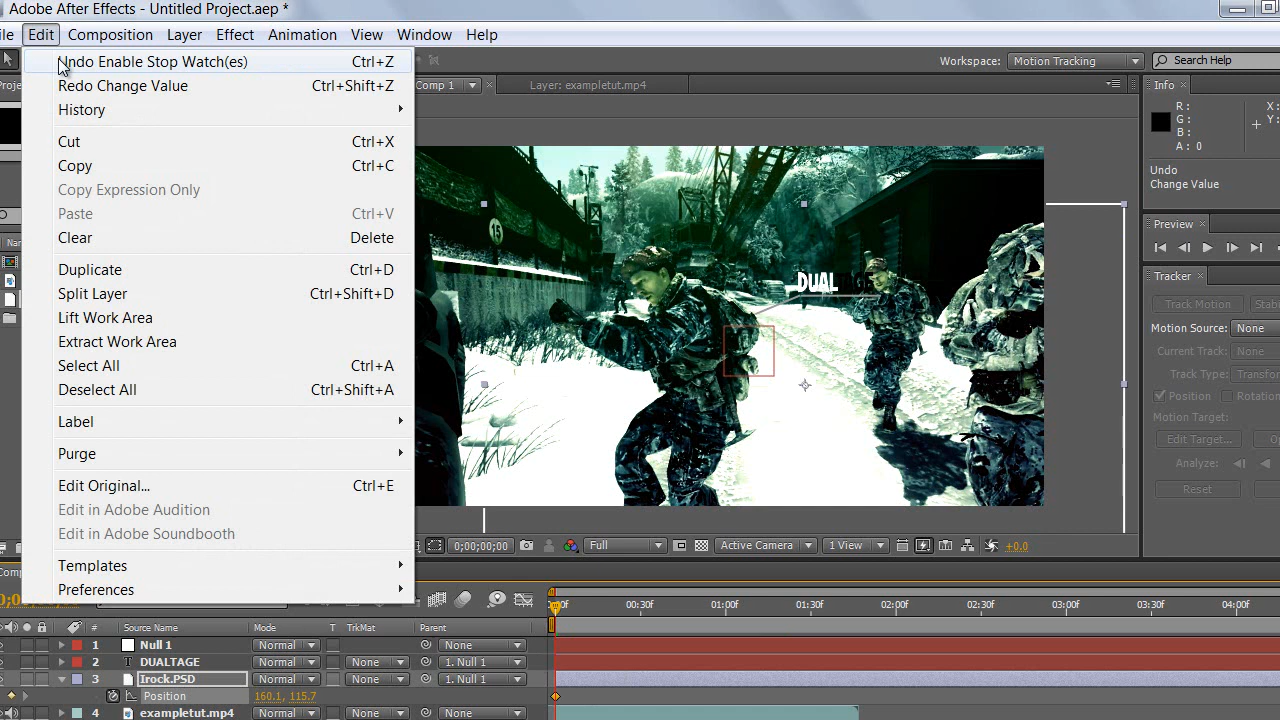 Adobe After Effects - Untitled Project.aep *
Edit Composition Layer Effect Animation View Window Help
Undo Enable Stop Watch(es) Ctrl+Z
Redo Change Value Ctrl+Shift+Z
History
Cut Ctrl+X
Copy Ctrl+C
Copy Expression Only
Paste Ctrl+V
Clear Delete
Duplicate Ctrl+D
Split Layer Ctrl+Shift+D
Lift Work Area
Extract Work Area
Select All Ctrl+A
Deselect All Ctrl+Shift+A
Label
Purge
Edit Original... Ctrl+E
Edit in Adobe Audition
Edit in Adobe Soundbooth
Templates
Preferences
Workspace: Motion Tracking Search Help
Comp 1 Layer: exampletut.mp4
15
DUALTAGE
0;00;00;00 Full Active Camera 1 View +0.0
Info
R : X:
G : Y:
B :
A : 0
Undo
Change Value
Preview
Tracker
Track Motion
Motion Source: None
Current Track: None
Track Type: Transfor
Position Rotation
Motion Target:
Edit Target...
Analyze:
Reset
00:30f 01:00f 01:30f 02:00f 02:30f 03:00f 03:30f 04:00f
# Source Name Mode T TrkMat Parent
1 Null 1 Normal None
2 T DUALTAGE Normal None 1. Null 1
3 Irock.PSD Normal None 1. Null 1
Position 160.1, 115.7
4 exampletut.mp4 Normal None None